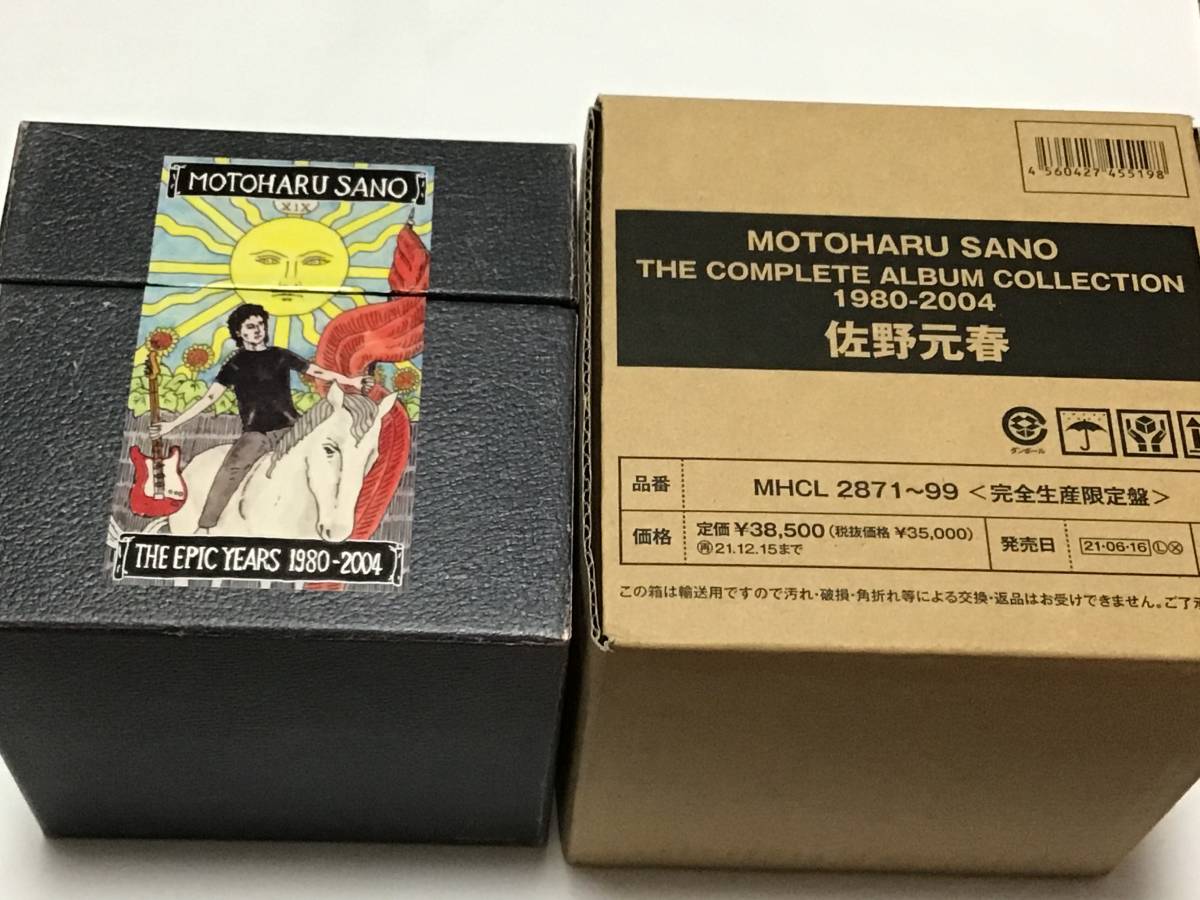 MOTOHARU SANO
XIX
THE EPIC YEARS 1980-2004
4 560427 455198
MOTOHARU SANO
THE COMPLETE ALBUM COLLECTION
1980-2004
佐野元春
ダンボール
品番 MHCL 2871~99 <完全生産限定盤>
価格 定価 ¥38,500(税抜価格 ¥35,000) 発売日 21・06・16 Ⓛ Ⓧ
㊮21.12.15まで
この箱は輸送用ですので汚れ・破損・角折れ等による交換・返品はお受けできません。ご了